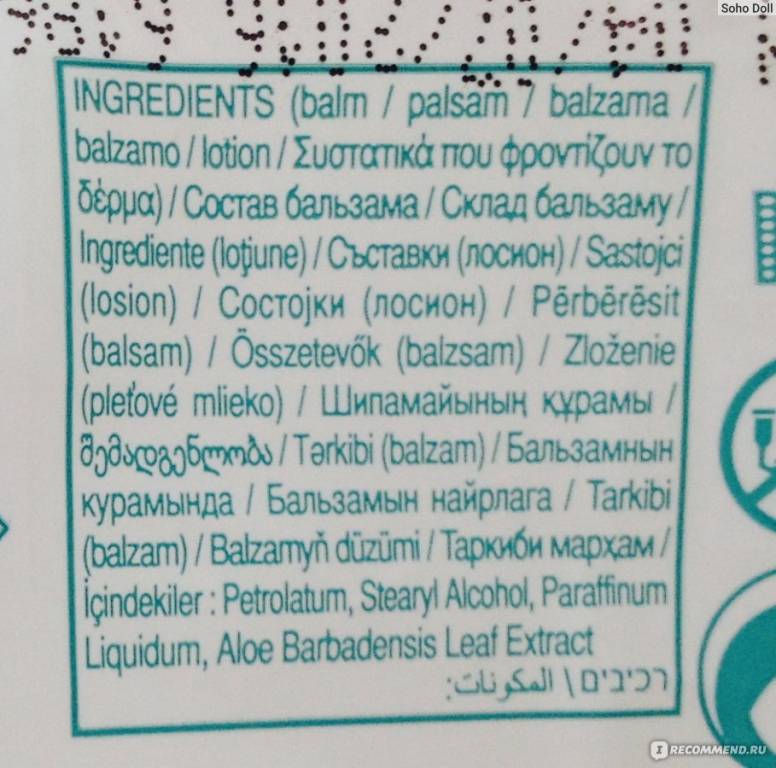 Soho Doll
INGREDIENTS (balm / palsam / balzama /
balzamo / lotion / Συστατικά που φροντίζουν το
δέρμα) / Состав бальзама / Склад бальзаму /
Ingrediente (loţiune) / Съставки (лосион) / Sastojci
(losion) / Состојки (лосион) / Përbërësit
(balsam) / Összetevők (balzsam) / Zloženie
(pleťové mlieko) / Шипамайының құрамы /
შემადგენლობა / Tərkibi (balzam) / Бальзамнын
курамында / Бальзамын найрлага / Tarkibi
(balzam) / Balzamyň düzümi / Таркиби марҳам /
İçindekiler : Petrolatum, Stearyl Alcohol, Paraffinum
Liquidum, Aloe Barbadensis Leaf Extract
רכיבים \ المكونات:
IRECOMMEND.RU